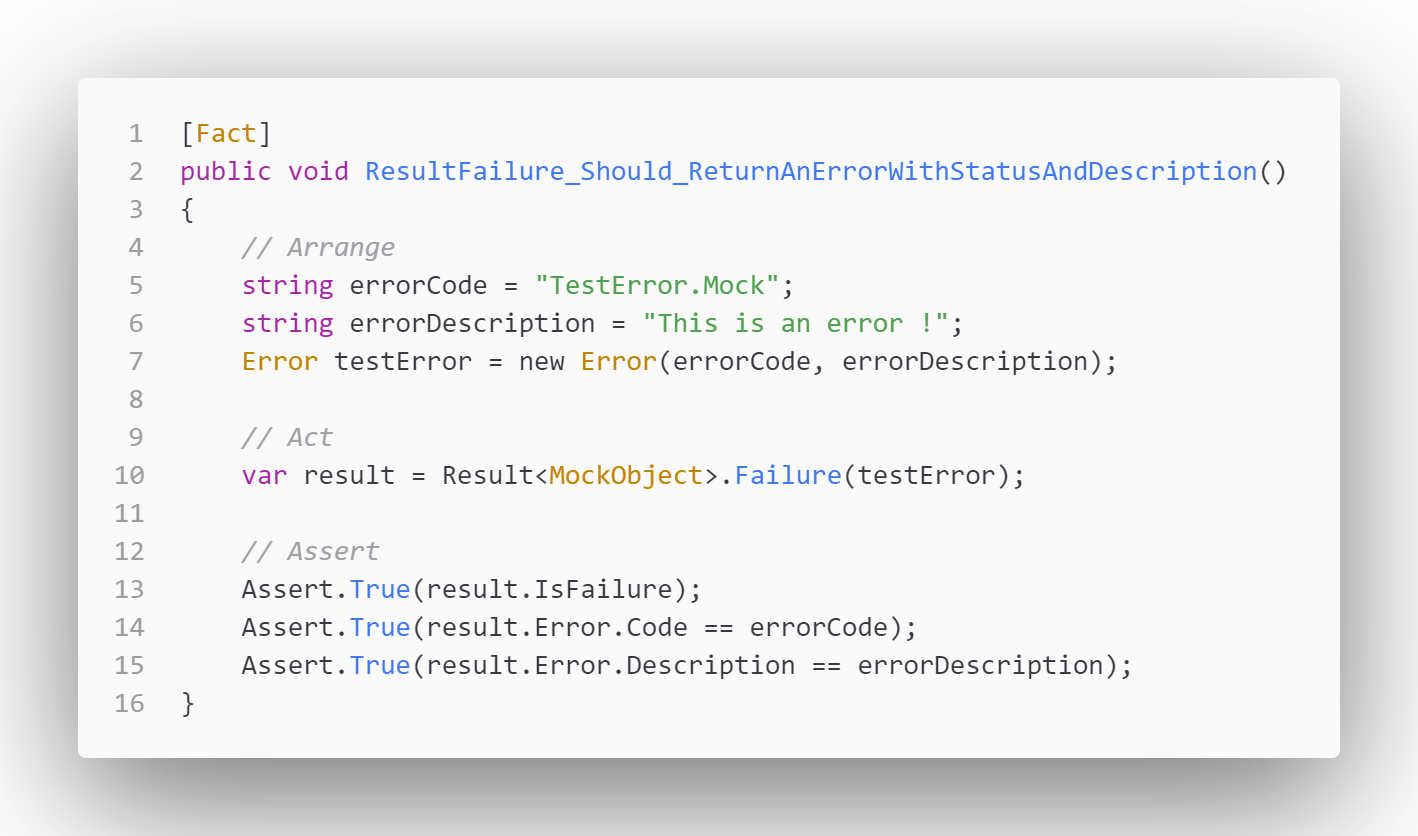 1 [Fact]
2 public void ResultFailure_Should_ReturnAnErrorWithStatusAndDescription()
3 {
4     // Arrange
5     string errorCode = "TestError.Mock";
6     string errorDescription = "This is an error !";
7     Error testError = new Error(errorCode, errorDescription);
8
9     // Act
10     var result = Result<MockObject>.Failure(testError);
11
12     // Assert
13     Assert.True(result.IsFailure);
14     Assert.True(result.Error.Code == errorCode);
15     Assert.True(result.Error.Description == errorDescription);
16 }